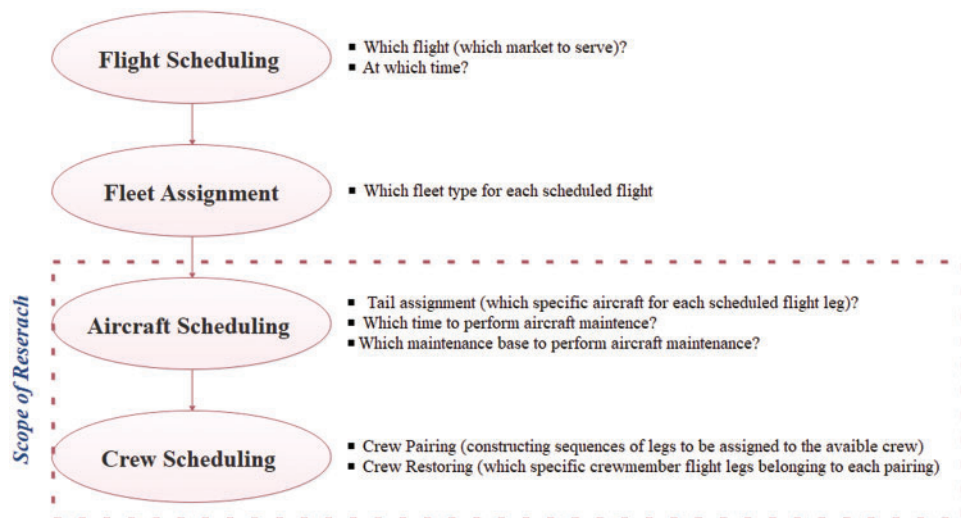 Flight Scheduling
▪ Which flight (which market to serve)?
▪ At which time?
Fleet Assignment
▪ Which fleet type for each scheduled flight
Scope of Reserach
Aircraft Scheduling
▪ Tail assignment (which specific aircraft for each scheduled flight leg)?
▪ Which time to perform aircraft maintence?
▪ Which maintenance base to perform aircraft maintenance?
Crew Scheduling
▪ Crew Pairing (constructing sequences of legs to be assigned to the avaible crew)
▪ Crew Restoring (which specific crewmember flight legs belonging to each pairing)